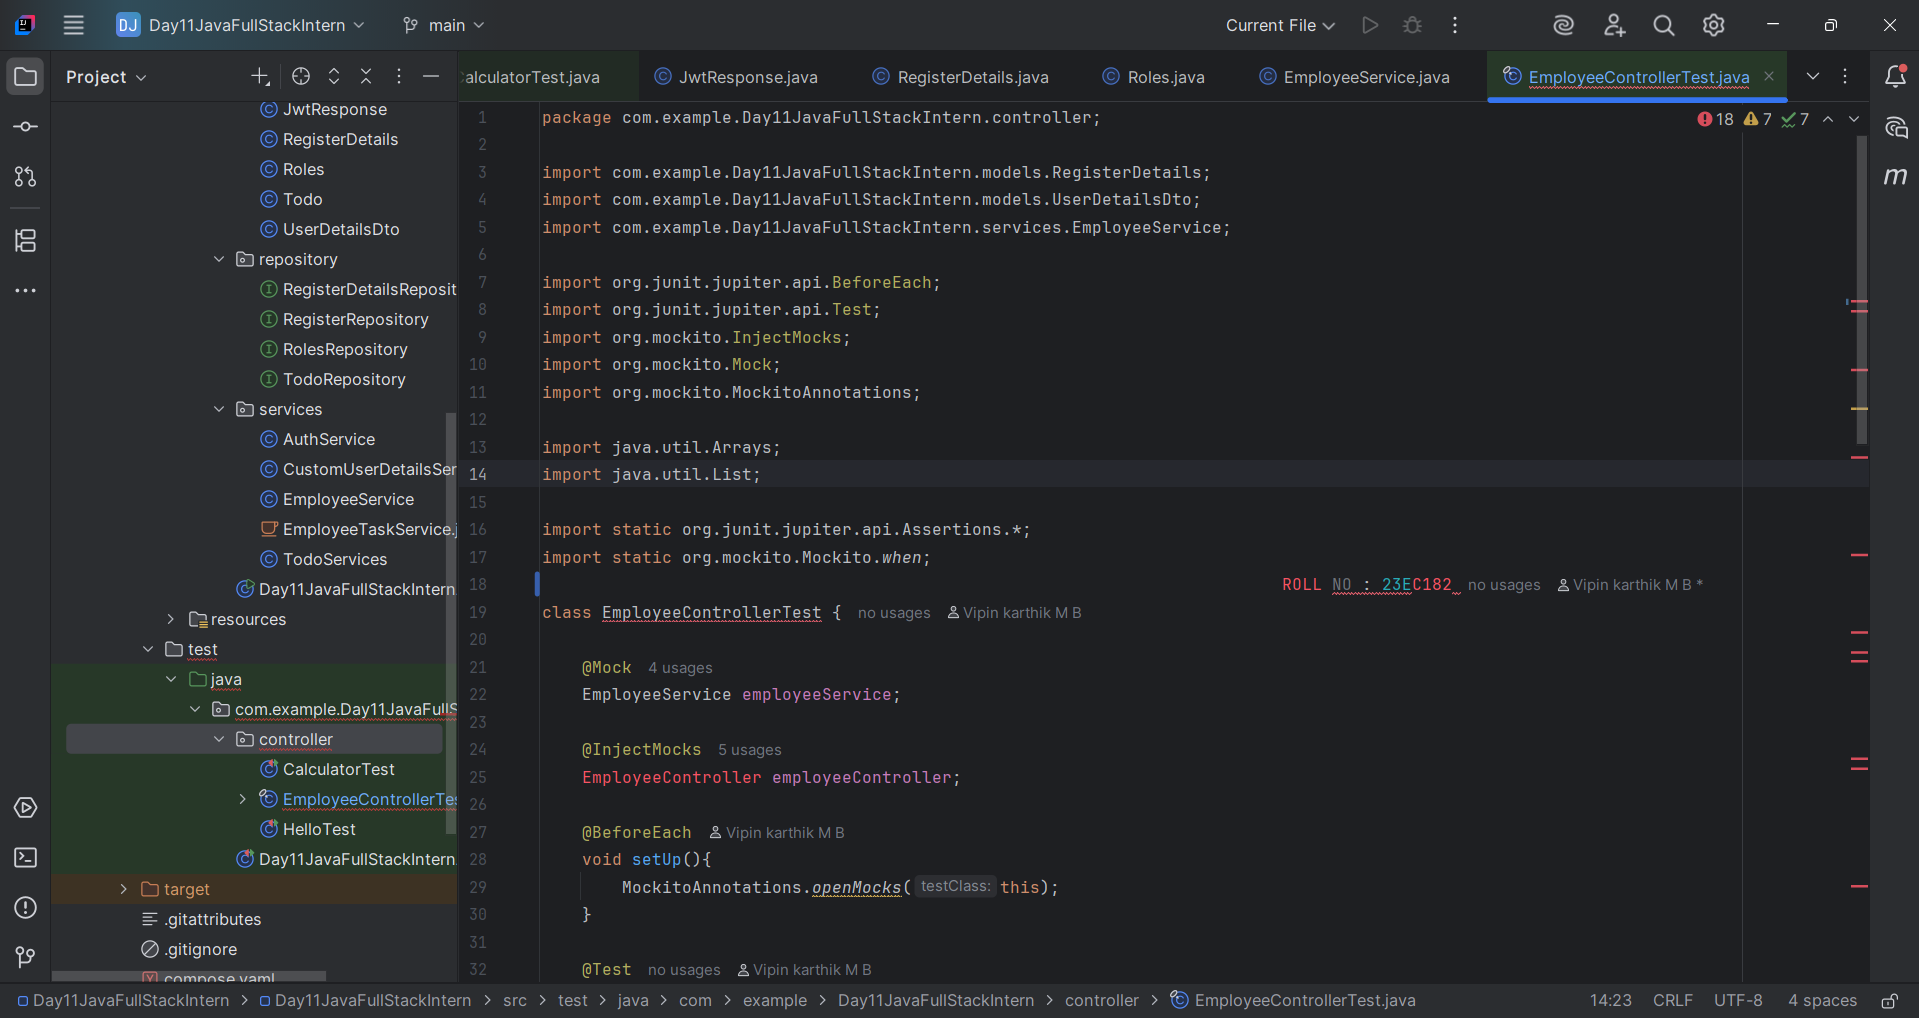 DJ Day11JavaFullStackIntern main Current File
Project
alculatorTest.java JwtResponse.java RegisterDetails.java Roles.java EmployeeService.java EmployeeControllerTest.java
18 7 7
JwtResponse
RegisterDetails
Roles
Todo
UserDetailsDto
repository
RegisterDetailsReposit
RegisterRepository
RolesRepository
TodoRepository
services
AuthService
CustomUserDetailsSer
EmployeeService
EmployeeTaskService.j
TodoServices
Day11JavaFullStackIntern
resources
test
java
com.example.Day11JavaFullS
controller
CalculatorTest
EmployeeControllerTes
HelloTest
Day11JavaFullStackIntern
target
.gitattributes
.gitignore
compose.yaml
1 package com.example.Day11JavaFullStackIntern.controller;
2
3 import com.example.Day11JavaFullStackIntern.models.RegisterDetails;
4 import com.example.Day11JavaFullStackIntern.models.UserDetailsDto;
5 import com.example.Day11JavaFullStackIntern.services.EmployeeService;
6
7 import org.junit.jupiter.api.BeforeEach;
8 import org.junit.jupiter.api.Test;
9 import org.mockito.InjectMocks;
10 import org.mockito.Mock;
11 import org.mockito.MockitoAnnotations;
12
13 import java.util.Arrays;
14 import java.util.List;
15
16 import static org.junit.jupiter.api.Assertions.*;
17 import static org.mockito.Mockito.when;
18 ROLL NO : 23EC182 no usages Vipin karthik M B *
19 class EmployeeControllerTest { no usages Vipin karthik M B
20
21 @Mock 4 usages
22 EmployeeService employeeService;
23
24 @InjectMocks 5 usages
25 EmployeeController employeeController;
26
27 @BeforeEach Vipin karthik M B
28 void setUp(){
29 MockitoAnnotations.openMocks( testClass: this);
30 }
31
32 @Test no usages Vipin karthik M B
Day11JavaFullStackIntern > Day11JavaFullStackIntern > src > test > java > com > example > Day11JavaFullStackIntern > controller > EmployeeControllerTest.java 14:23 CRLF UTF-8 4 spaces